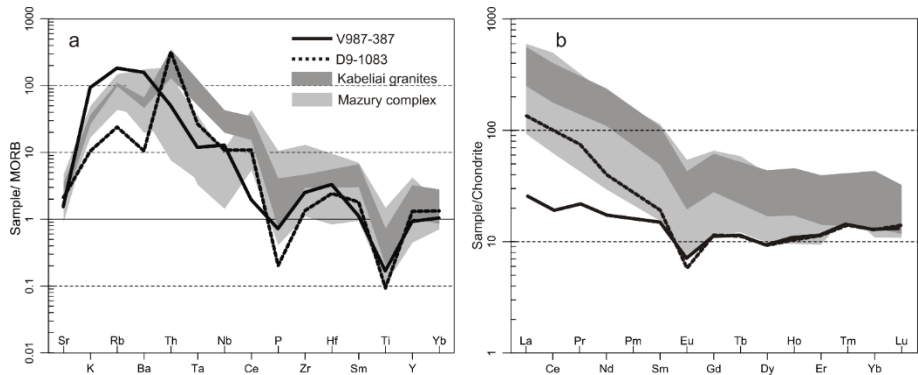 a
V987-387
D9-1083
Kabeliai granites
Mazury complex
Sample/ MORB
1000
100
10
1
0.1
0.01
Sr Rb Th Nb P Hf Ti Yb
K Ba Ta Ce Zr Sm Y
b
Sample/Chondrite
1000
100
10
1
La Pr Pm Eu Tb Ho Tm Lu
Ce Nd Sm Gd Dy Er Yb